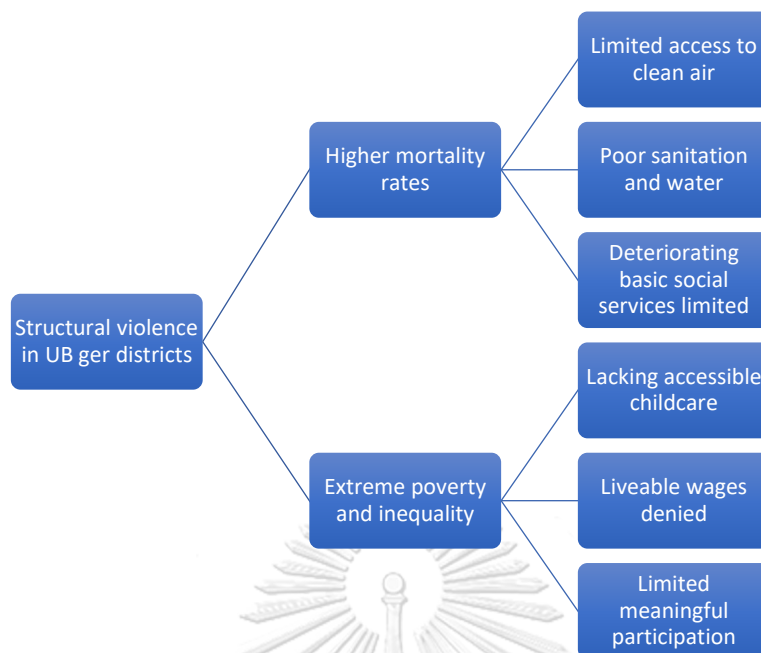 Structural violence
in UB ger districts
Higher mortality
rates
Limited access to
clean air
Poor sanitation
and water
Deteriorating
basic social
services limited
Extreme poverty
and inequality
Lacking accessible
childcare
Liveable wages
denied
Limited
meaningful
participation